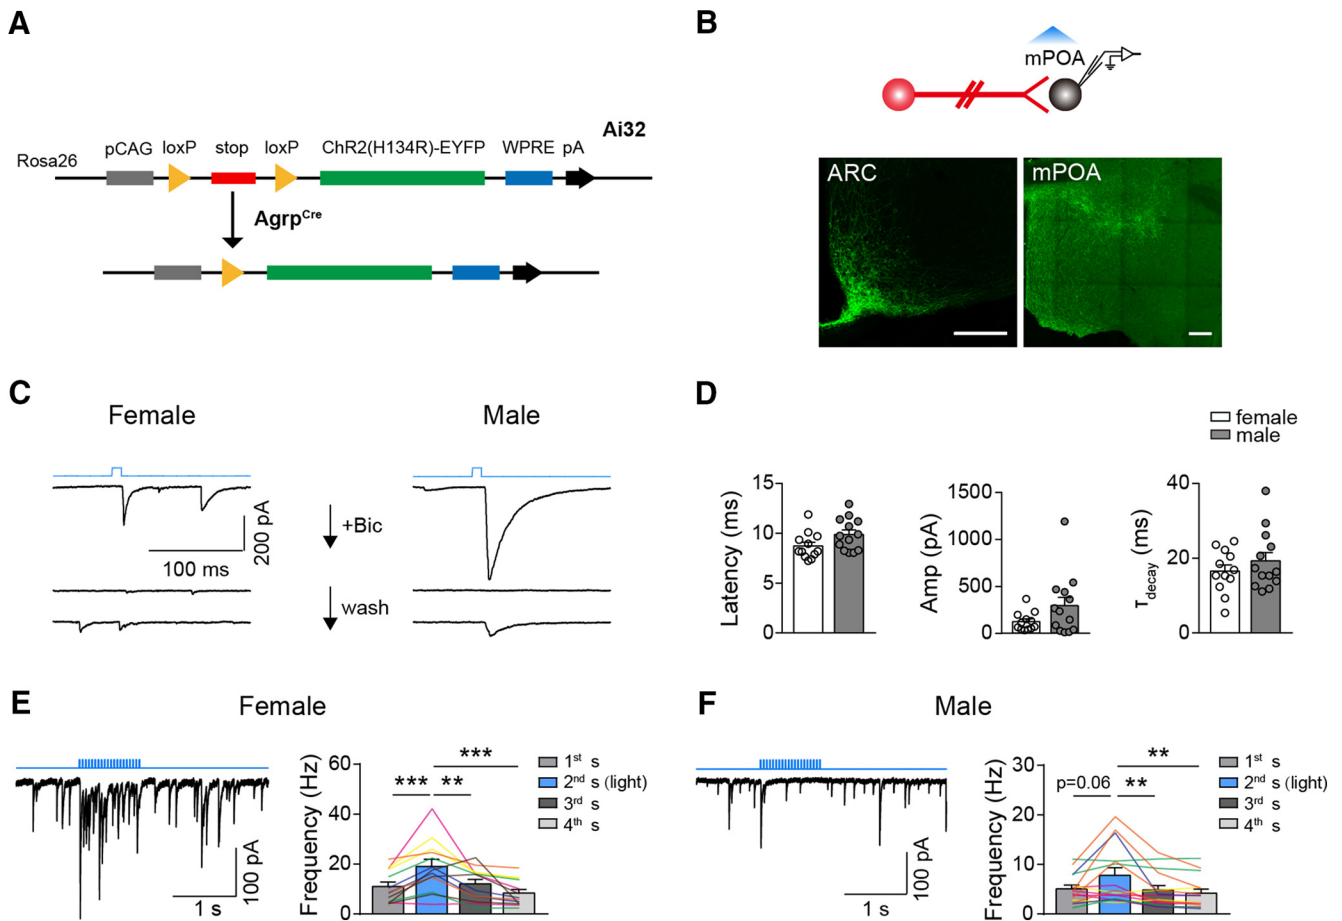 A
Rosa26 pCAG loxP stop loxP ChR2(H134R)-EYFP WPRE pA Ai32
Agrp^Cre
B
mPOA
ARC
mPOA
C
Female
Male
200 pA
100 ms
+Bic
wash
D
female
male
Latency (ms)
15
10
5
0
Amp (pA)
1500
1000
500
0
τdecay (ms)
40
20
0
E
Female
100 pA
1 s
Frequency (Hz)
60
40
20
0
***
**
***
1st s
2nd s (light)
3rd s
4th s
F
Male
100 pA
1 s
Frequency (Hz)
30
20
10
0
p=0.06
**
**
1st s
2nd s (light)
3rd s
4th s